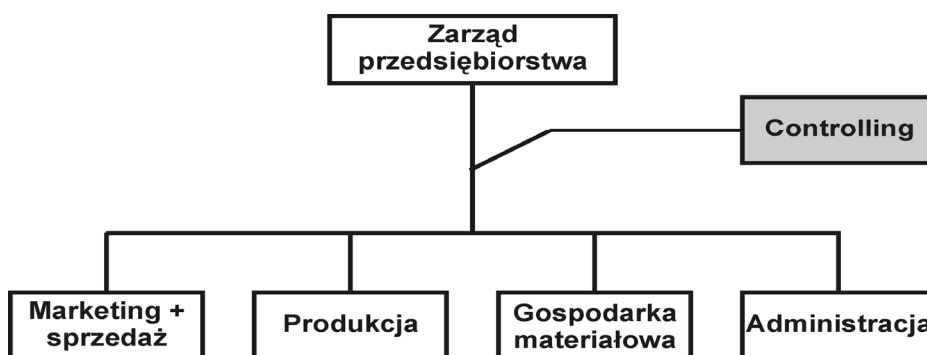 Zarząd
przedsiębiorstwa
Controlling
Marketing +
sprzedaż
Produkcja
Gospodarka
materiałowa
Administracja